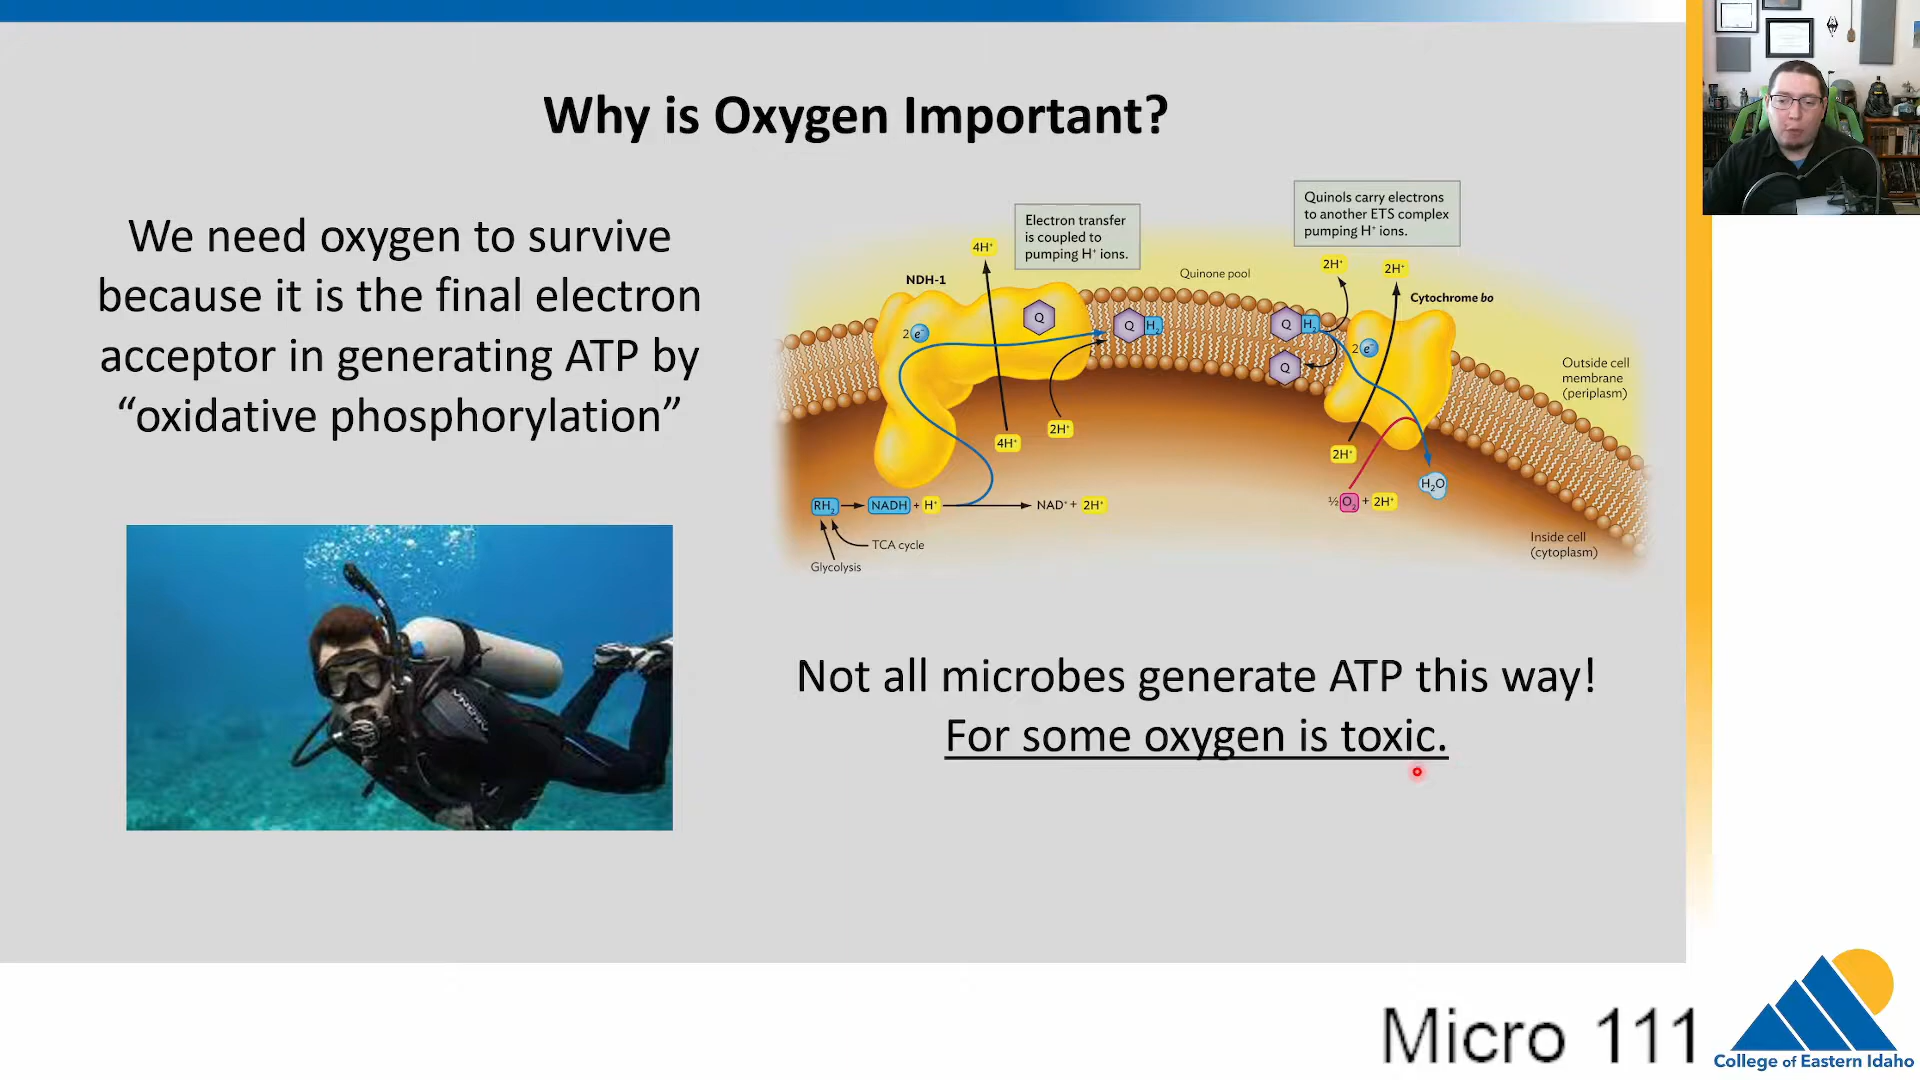 Why is Oxygen Important?
We need oxygen to survive
because it is the final electron
acceptor in generating ATP by
“oxidative phosphorylation”
Electron transfer
is coupled to
pumping H⁺ ions.
Quinols carry electrons
to another ETS complex
pumping H⁺ ions.
4H⁺
NDH-1
Quinone pool
2H⁺
2H⁺
Cytochrome bo
2 e⁻
Q
Q H₂
Q H₂
Q
2 e⁻
Outside cell
membrane
(periplasm)
4H⁺
2H⁺
2H⁺
H₂O
RH₂ NADH + H⁺ NAD⁺ + 2H⁺
½ O₂ + 2H⁺
TCA cycle
Glycolysis
Inside cell
(cytoplasm)
Not all microbes generate ATP this way!
For some oxygen is toxic.
Micro 111
College of Eastern Idaho